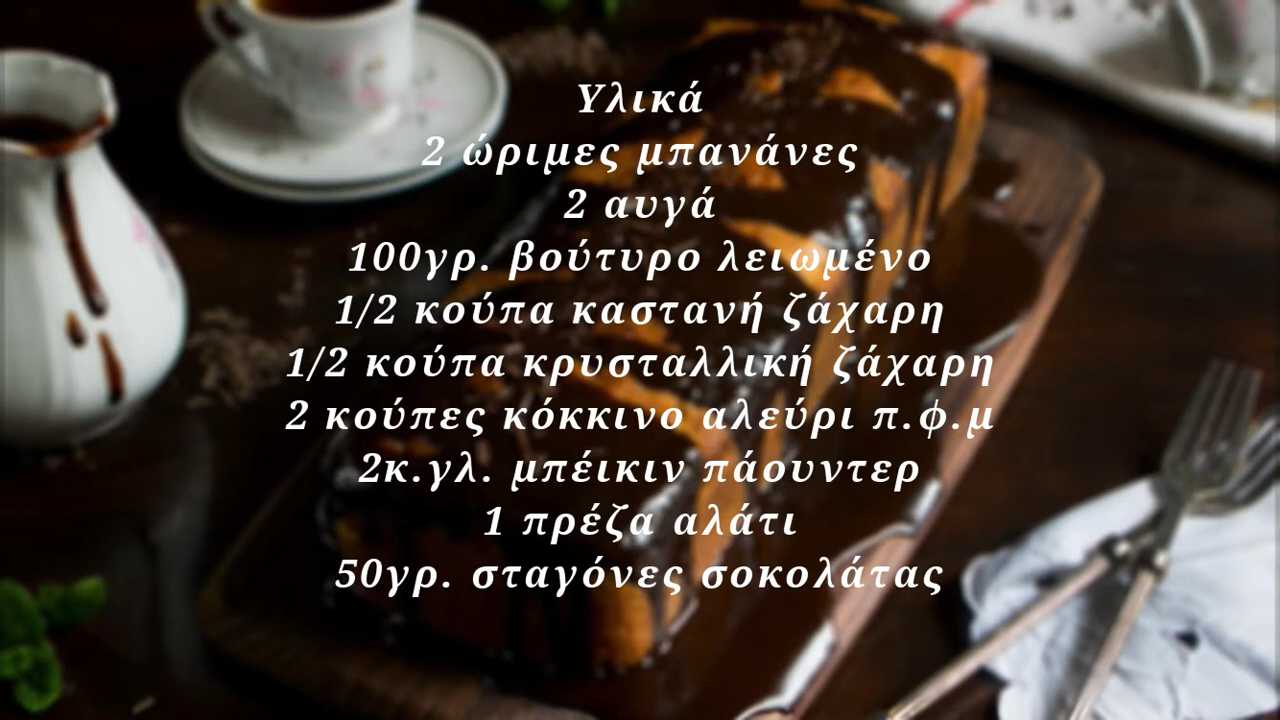 Υλικά
2 ώριμες μπανάνες
2 αυγά
100γρ. βούτυρο λειωμένο
1/2 κούπα καστανή ζάχαρη
1/2 κούπα κρυσταλλική ζάχαρη
2 κούπες κόκκινο αλεύρι π.φ.μ
2κ.γλ. μπέικιν πάουντερ
1 πρέζα αλάτι
50γρ. σταγόνες σοκολάτας